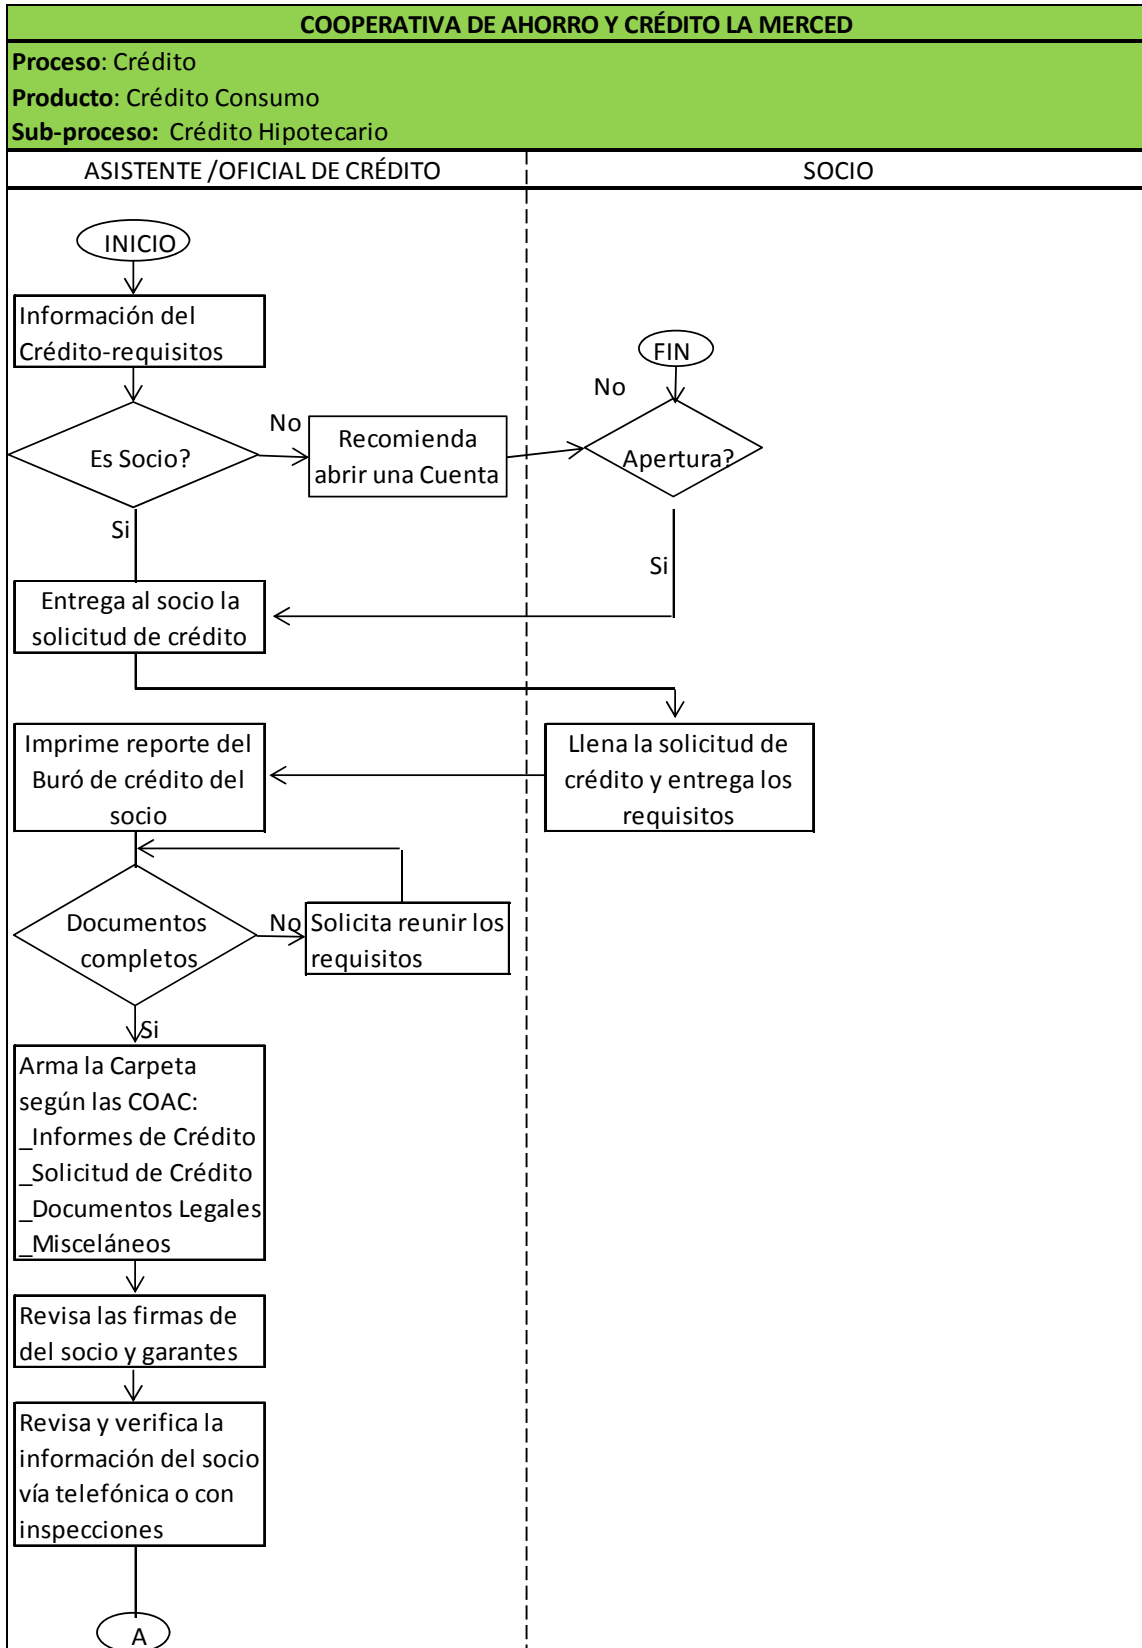 COOPERATIVA DE AHORRO Y CRÉDITO LA MERCED
Proceso: Crédito
Producto: Crédito Consumo
Sub-proceso: Crédito Hipotecario
ASISTENTE /OFICIAL DE CRÉDITO
SOCIO
INICIO
Información del
Crédito-requisitos
FIN
No
Es Socio?
No
Recomienda
abrir una Cuenta
Apertura?
Si
Si
Entrega al socio la
solicitud de crédito
Imprime reporte del
Buró de crédito del
socio
Llena la solicitud de
crédito y entrega los
requisitos
Documentos
completos
No
Solicita reunir los
requisitos
Si
Arma la Carpeta
según las COAC:
_Informes de Crédito
_Solicitud de Crédito
_Documentos Legales
_Misceláneos
Revisa las firmas de
del socio y garantes
Revisa y verifica la
información del socio
vía telefónica o con
inspecciones
A